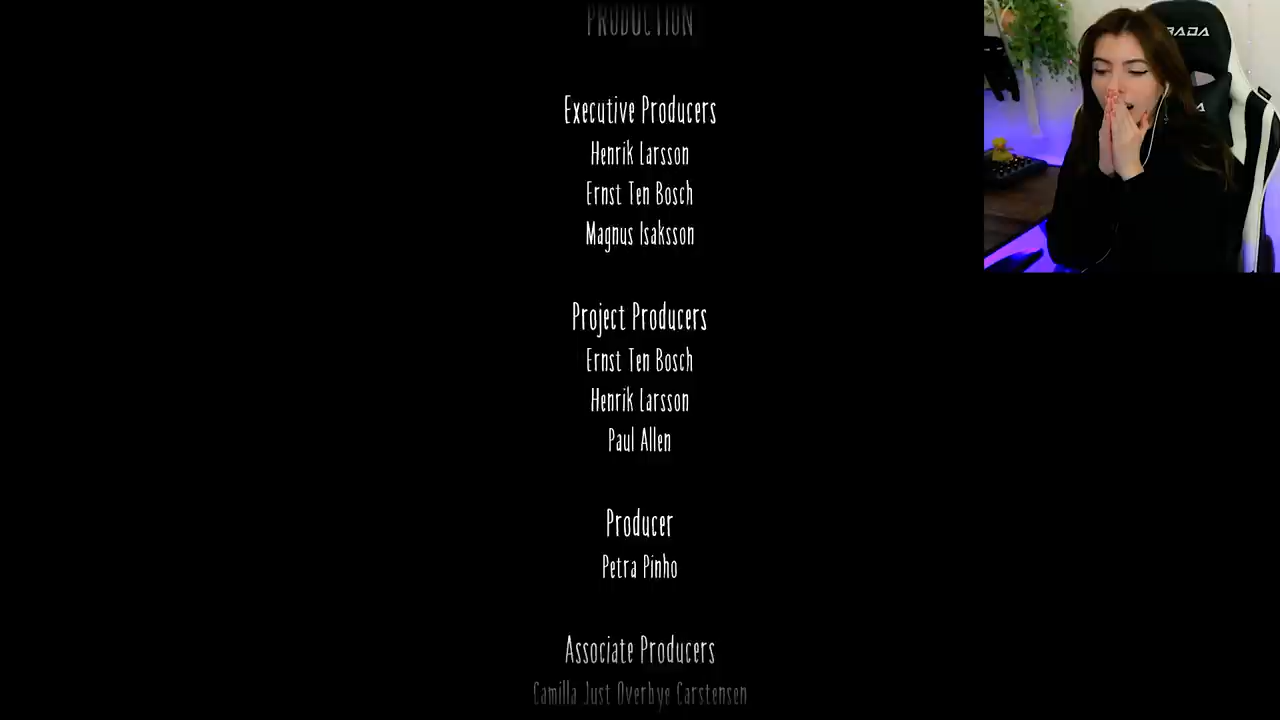 PRODUCTION
Executive Producers
Henrik Larsson
Ernst Ten Bosch
Magnus Isaksson
Project Producers
Ernst Ten Bosch
Henrik Larsson
Paul Allen
Producer
Petra Pinho
Associate Producers
Camilla Just Overbye Carstensen